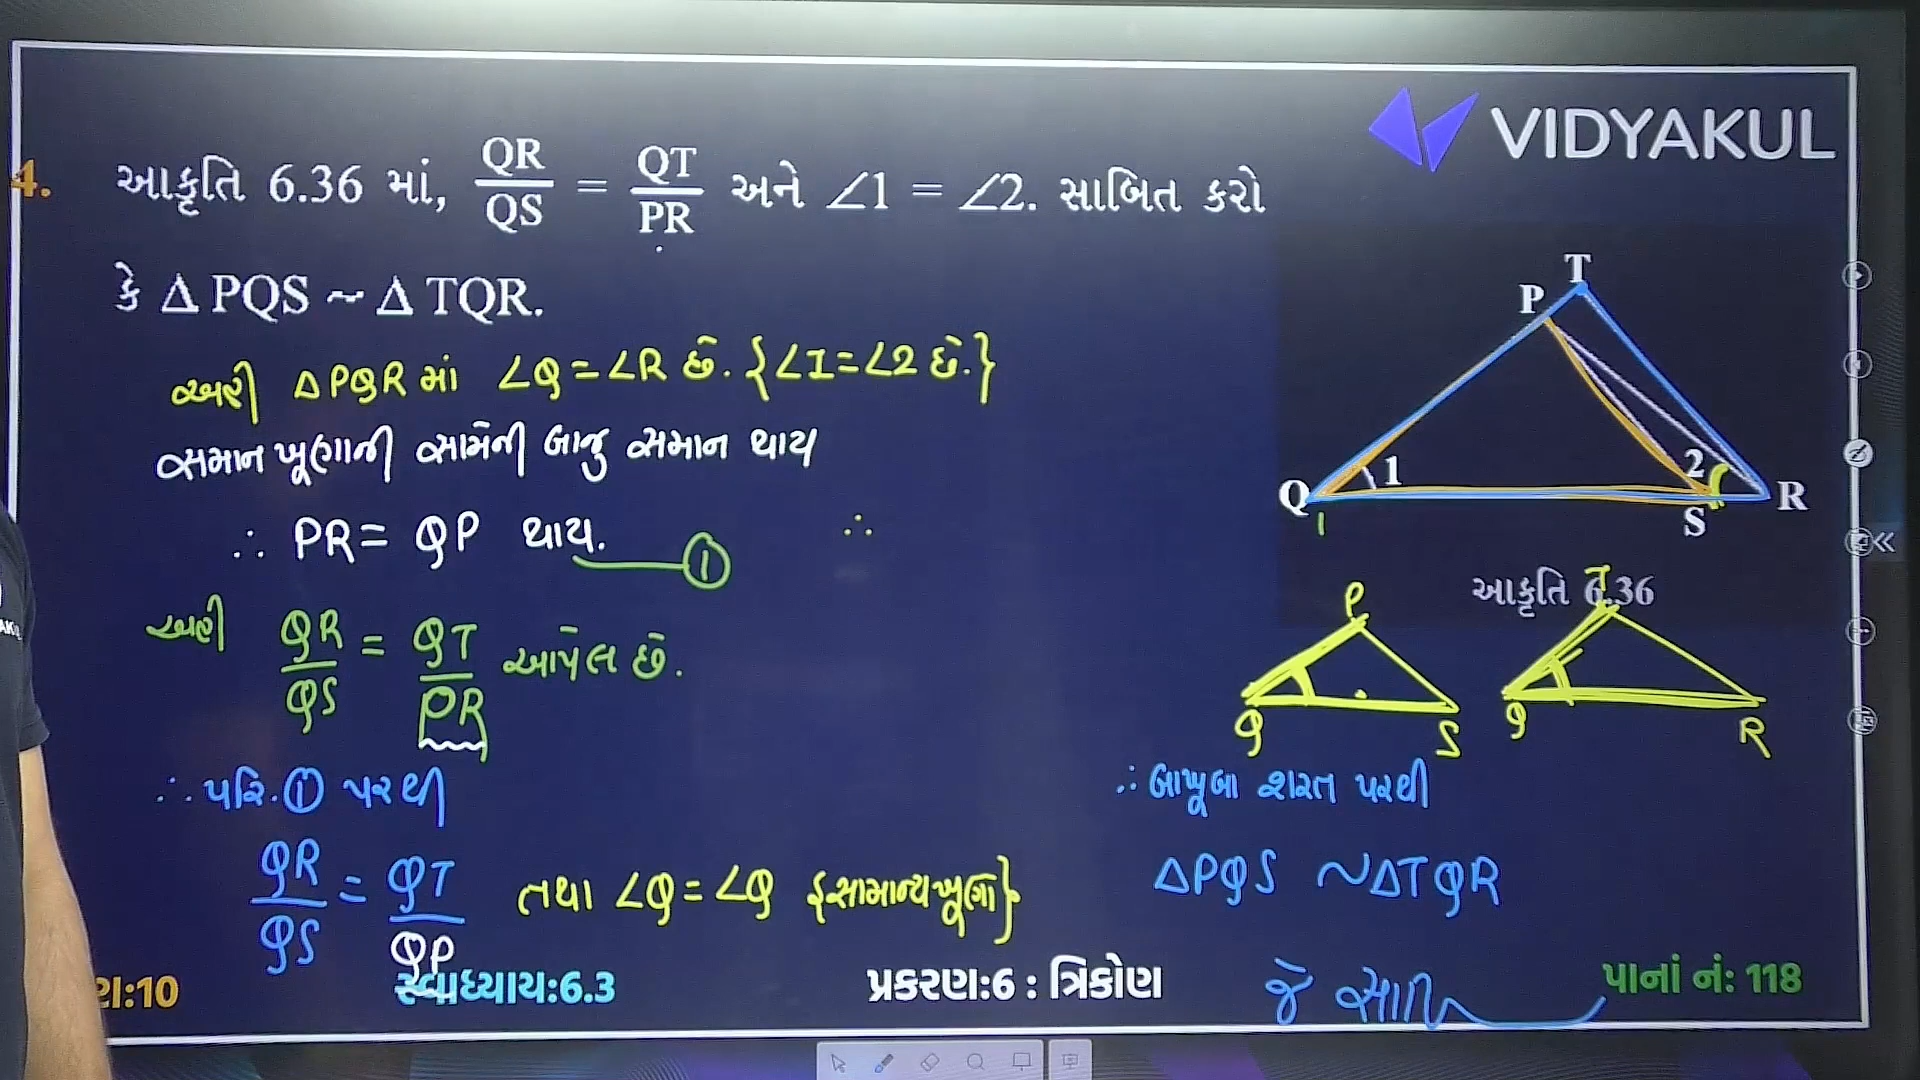 VIDYAKUL
4. આકૃતિ 6.36 માં, QR/QS = QT/PR અને ∠1 = ∠2. સાબિત કરો
કે Δ PQS ~ Δ TQR.
અહી ΔPQR માં ∠Q = ∠R છે. {∠1 = ∠2 છે.}
સમાન ખૂણાની સામેની બાજુ સમાન થાય
∴ PR = QP થાય. ①
∴
અહી QR/QS = QT/PR આપેલ છે.
∴ પરિ. ① પરથી
QR/QS = QT/QP તથા ∠Q = ∠Q {સામાન્ય ખૂણો}
T
P
1
2
Q
R
S
આકૃતિ 6.36
P
T
Q
S
Q
R
∴ બાખૂબા શરત પરથી
ΔPQS ~ ΔTQR
જે
:10
સ્વાધ્યાય:6.3
પ્રકરણ:6 : ત્રિકોણ
પાનાં નં: 118